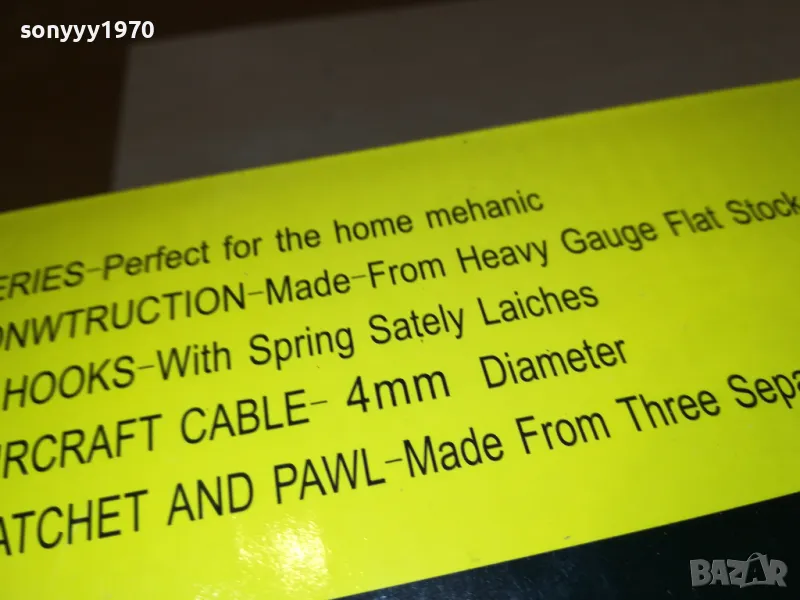 sonyyy1970
ERIES-Perfect for the home mehanic
ONWTRUCTION-Made-From Heavy Gauge Flat Stock-
HOOKS-With Spring Sately Laiches
IRCRAFT CABLE- 4mm Diameter
ATCHET AND PAWL-Made From Three Sepa
BAZAR